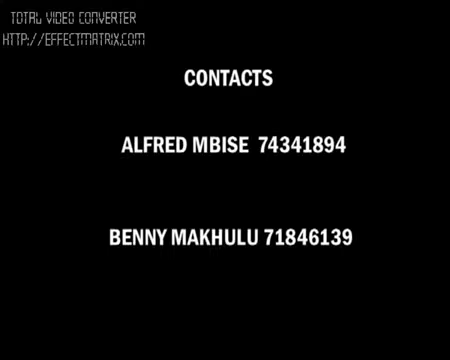 TOTAL VIDEO CONVERTER
HTTP://EFFECTMATRIX.COM
CONTACTS
ALFRED MBISE 74341894
BENNY MAKHULU 71846139